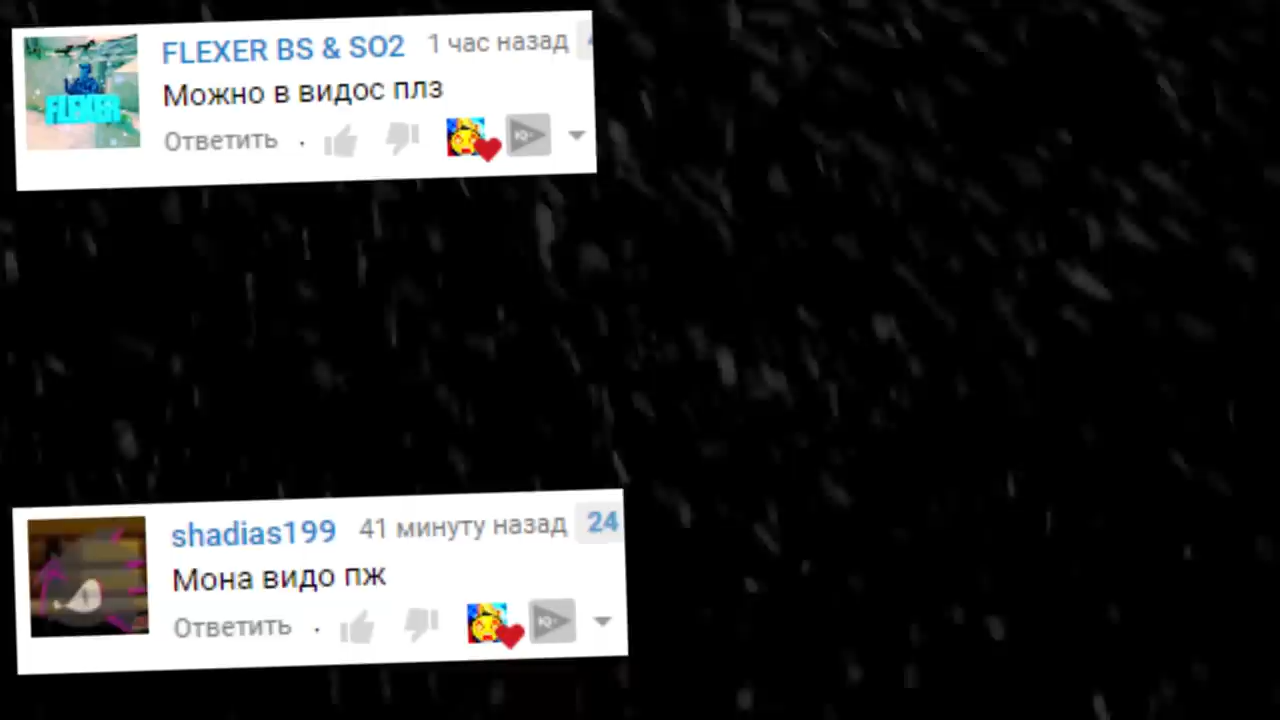 FLEXER BS & SO2 1 час назад
Можно в видос плз
Ответить
FLEXER
shadias199 41 минуту назад 24
Мона видо пж
Ответить